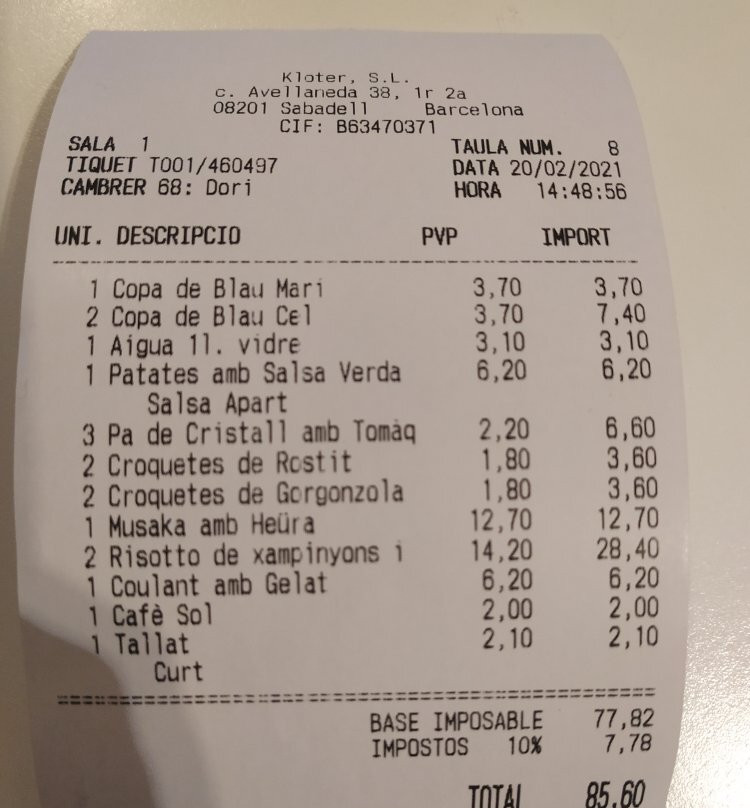 Kloter, S.L.
c. Avellaneda 38, 1r 2a
08201 Sabadell Barcelona
CIF: B63470371
SALA 1 TAULA NUM. 8
TIQUET T001/460497 DATA 20/02/2021
CAMBRER 68: Dori HORA 14:48:56
UNI. DESCRIPCIO PVP IMPORT
1 Copa de Blau Mari 3,70 3,70
2 Copa de Blau Cel 3,70 7,40
1 Aigua 1l. vidre 3,10 3,10
1 Patates amb Salsa Verda 6,20 6,20
Salsa Apart
3 Pa de Cristall amb Tomàq 2,20 6,60
2 Croquetes de Rostit 1,80 3,60
2 Croquetes de Gorgonzola 1,80 3,60
1 Musaka amb Heüra 12,70 12,70
2 Risotto de xampinyons i 14,20 28,40
1 Coulant amb Gelat 6,20 6,20
1 Cafè Sol 2,00 2,00
1 Tallat 2,10 2,10
Curt
BASE IMPOSABLE 77,82
IMPOSTOS 10% 7,78
TOTAL 85,60